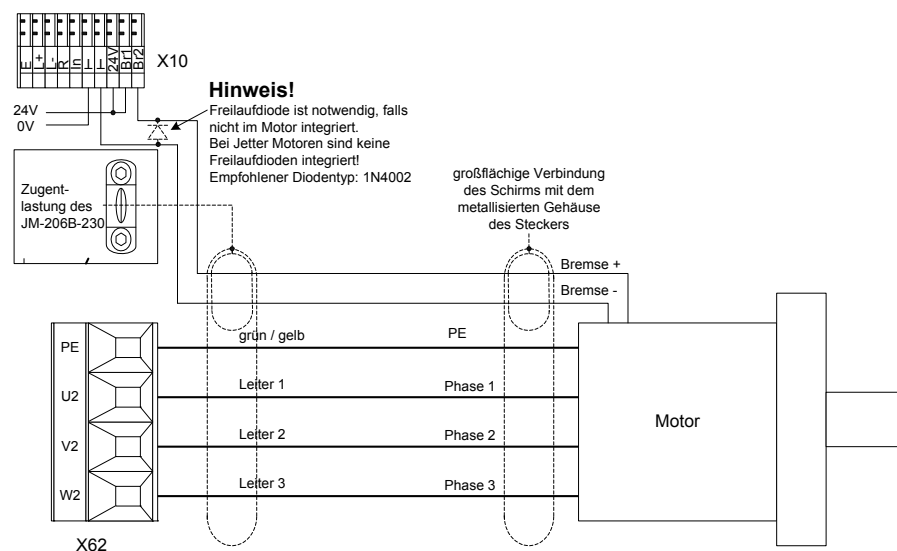 E
L+
L-
R
In
⊥
⊥
24V
Br1
Br2
X10
24V
0V
Hinweis!
Freilaufdiode ist notwendig, falls
nicht im Motor integriert.
Bei Jetter Motoren sind keine
Freilaufdioden integriert!
Empfohlener Diodentyp: 1N4002
Zugent-
lastung des
JM-206B-230
großflächige Verbindung
des Schirms mit dem
metallisierten Gehäuse
des Steckers
Bremse +
Bremse -
PE
grün / gelb
PE
U2
Leiter 1
Phase 1
V2
Leiter 2
Phase 2
W2
Leiter 3
Phase 3
Motor
X62